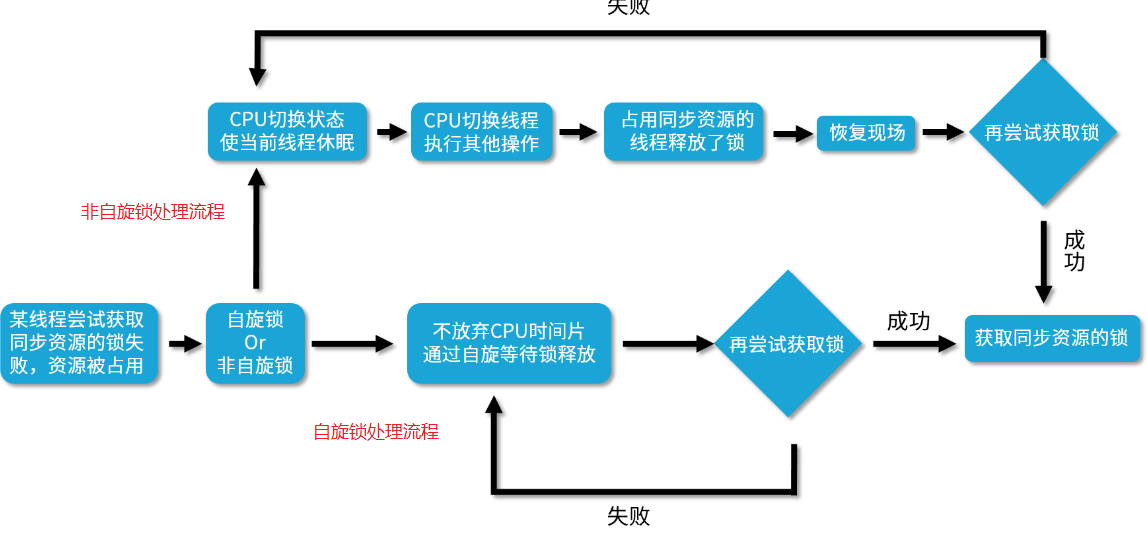 失败
CPU切换状态
使当前线程休眠
CPU切换线程
执行其他操作
占用同步资源的
线程释放了锁
恢复现场
再尝试获取锁
非自旋锁处理流程
成功
某线程尝试获取
同步资源的锁失
败，资源被占用
自旋锁
Or
非自旋锁
不放弃CPU时间片
通过自旋等待锁释放
再尝试获取锁
成功
获取同步资源的锁
自旋锁处理流程
失败